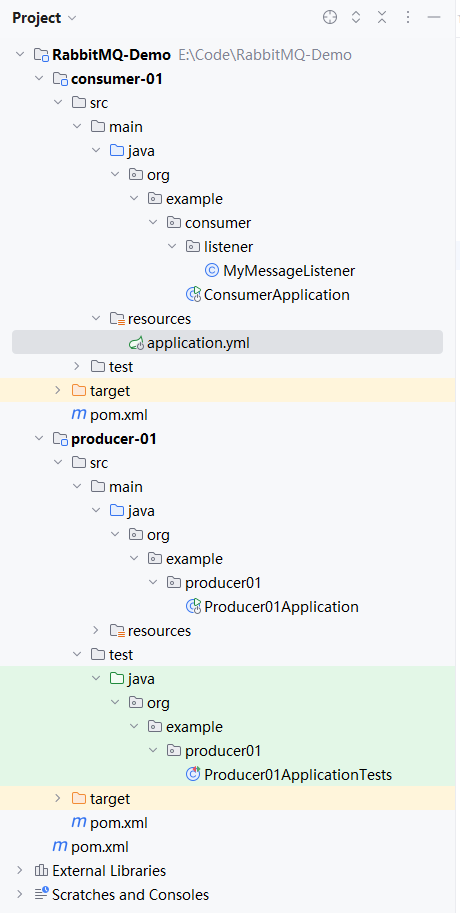 Project
RabbitMQ-Demo E:\Code\RabbitMQ-Demo
consumer-01
src
main
java
org
example
consumer
listener
MyMessageListener
ConsumerApplication
resources
application.yml
test
target
pom.xml
producer-01
src
main
java
org
example
producer01
Producer01Application
resources
test
java
org
example
producer01
Producer01ApplicationTests
target
pom.xml
pom.xml
External Libraries
Scratches and Consoles